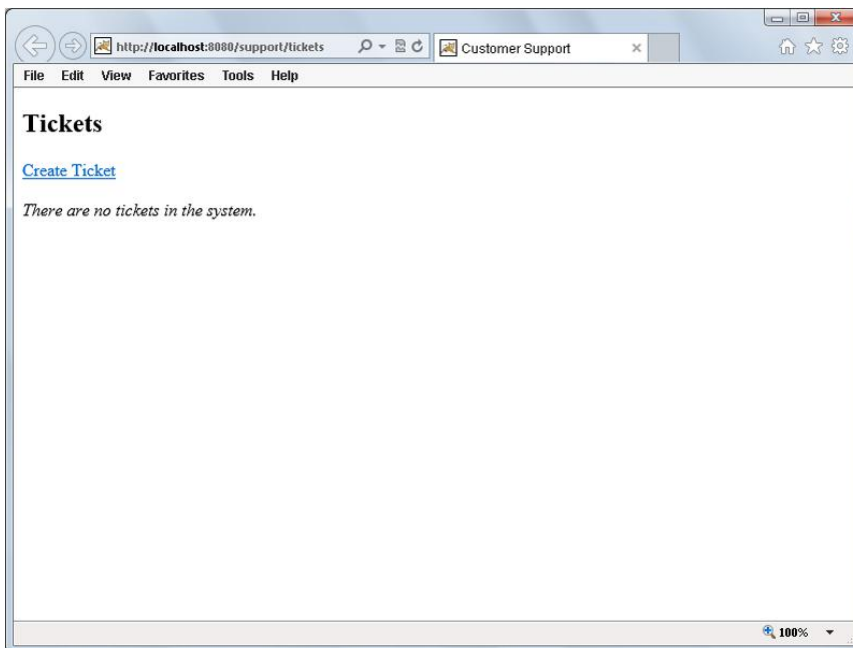 http://localhost:8080/support/tickets
Customer Support
File Edit View Favorites Tools Help
Tickets
Create Ticket
There are no tickets in the system.
100%